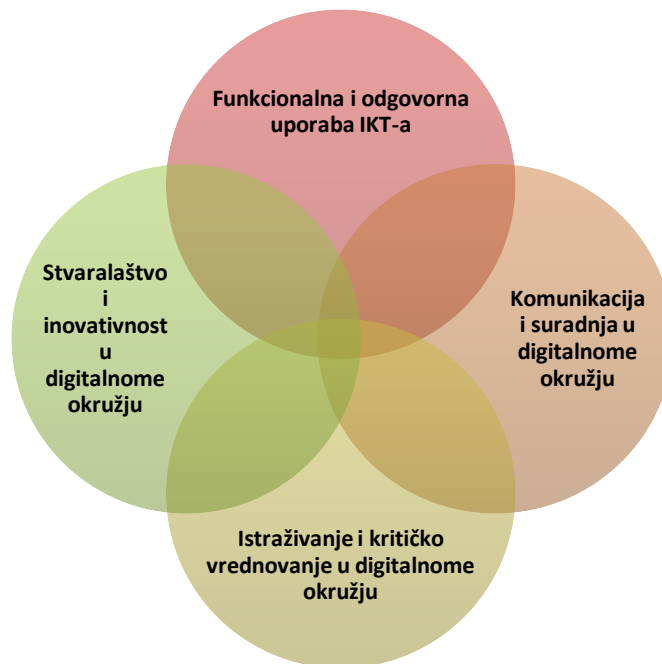 Funkcionalna i odgovorna
uporaba IKT-a
Stvaralaštvo
i
inovativnost
u
digitalnome
okružju
Komunikacija
i suradnja u
digitalnome
okružju
Istraživanje i kritičko
vrednovanje u digitalnome
okružju